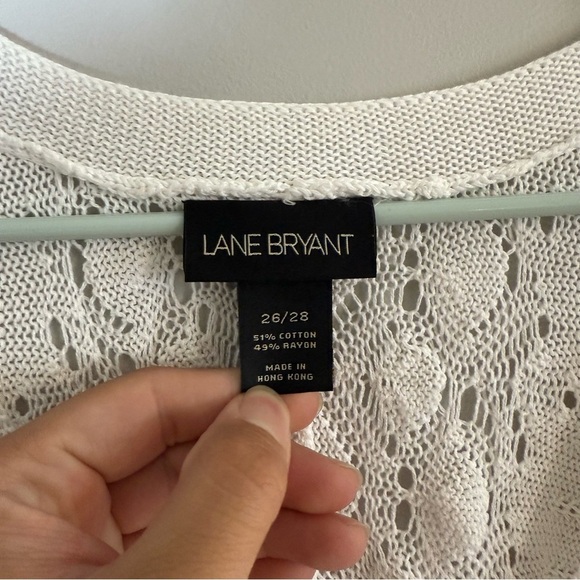 LANE BRYANT
26/28
51% COTTON
49% RAYON
MADE IN
HONG KONG